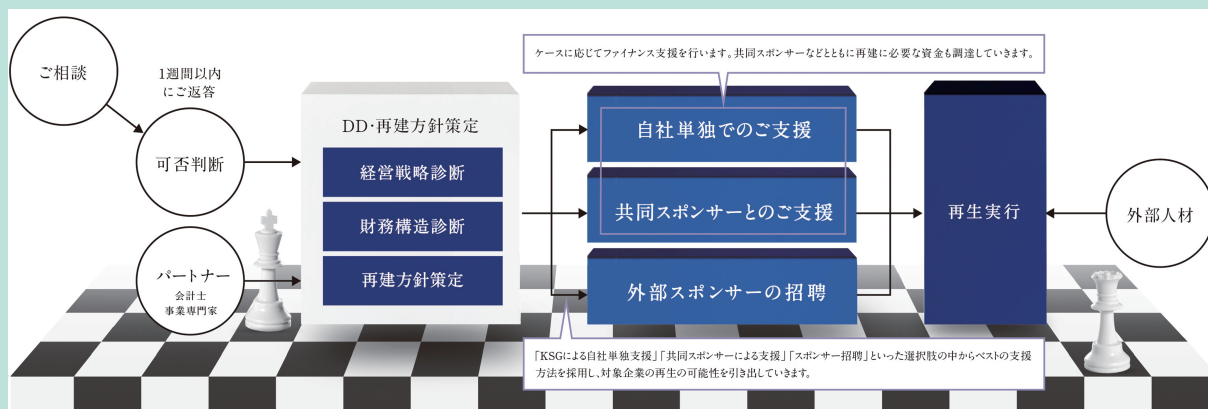 ご相談
1週間以内
にご返答
可否判断
パートナー
会計士
事業専門家
DD・再建方針策定
経営戦略診断
財務構造診断
再建方針策定
ケースに応じてファイナンス支援を行います。共同スポンサーなどとともに再建に必要な資金も調達していきます。
自社単独でのご支援
共同スポンサーとのご支援
外部スポンサーの招聘
「KSGによる自社単独支援」「共同スポンサーによる支援」「スポンサー招聘」といった選択肢の中からベストの支援
方法を採用し、対象企業の再生の可能性を引き出していきます。
再生実行
外部人材